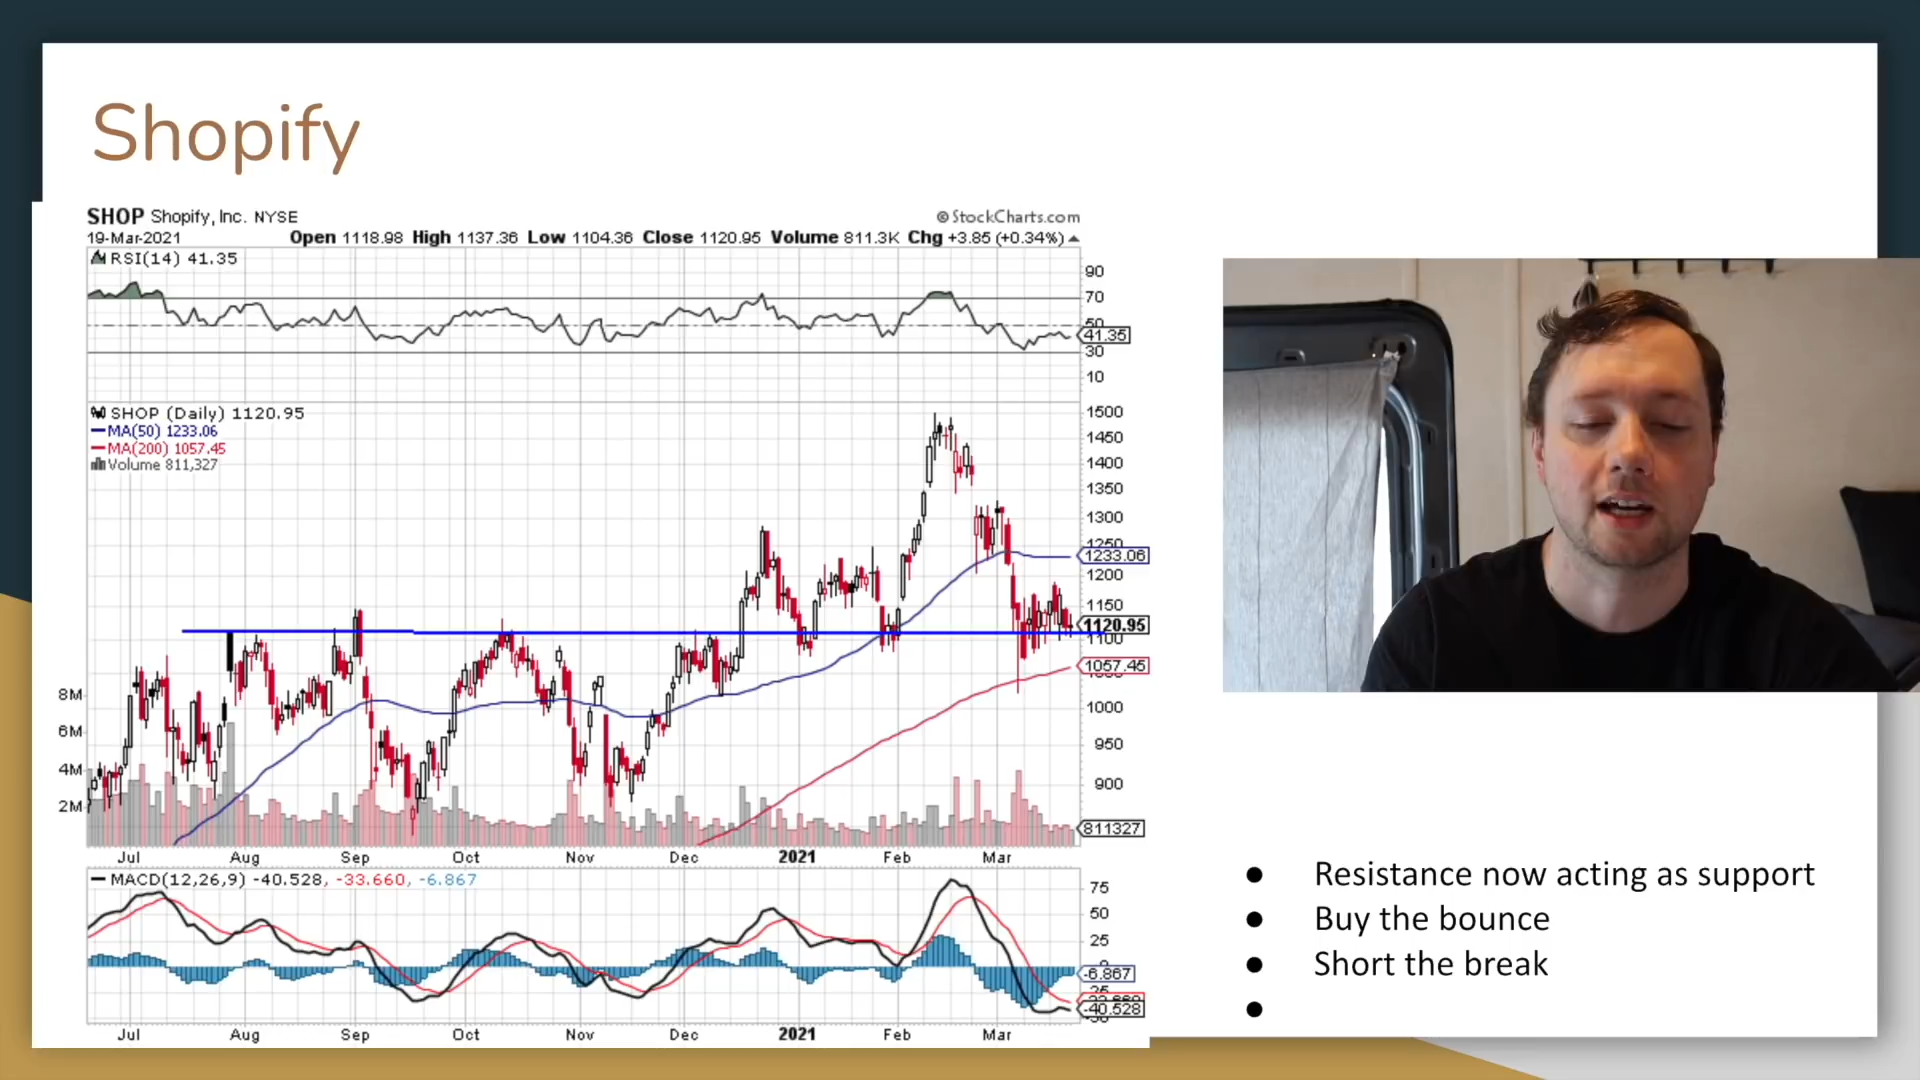 Shopify
SHOP Shopify, Inc. NYSE
© StockCharts.com
19-Mar-2021 Open 1118.98 High 1137.36 Low 1104.36 Close 1120.95 Volume 811.3K Chg +3.85 (+0.34%)
RSI(14) 41.35
90
70
50
41.35
30
10
SHOP (Daily) 1120.95
MA(50) 1233.06
MA(200) 1057.45
Volume 811,327
1500
1450
1400
1350
1300
1250
1233.06
1200
1150
1120.95
1100
1057.45
1000
950
900
811327
8M
6M
4M
2M
Jul Aug Sep Oct Nov Dec 2021 Feb Mar
MACD(12,26,9) -40.528, -33.660, -6.867
75
50
25
0
-6.867
-40.528
Jul Aug Sep Oct Nov Dec 2021 Feb Mar
● Resistance now acting as support
● Buy the bounce
● Short the break
●